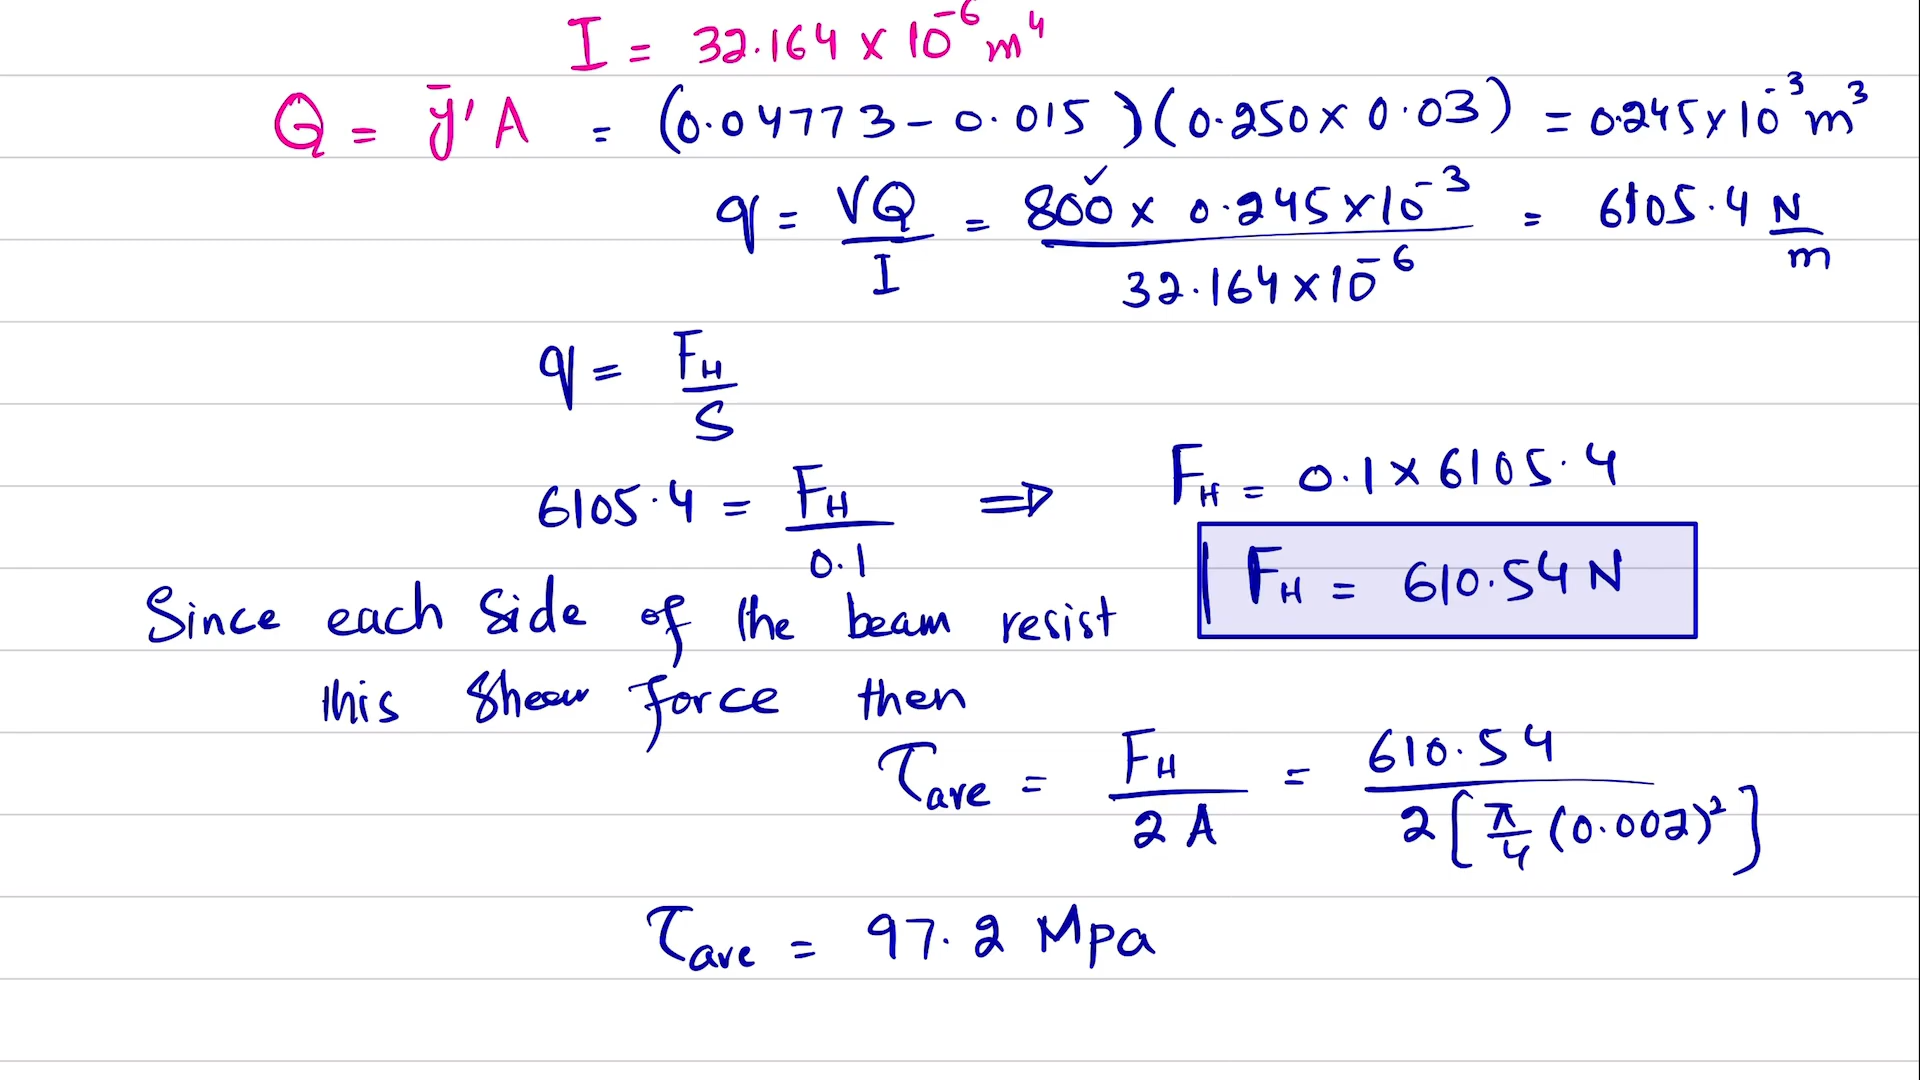 I = 32.164 × 10⁻⁶ m⁴
Q = ȳ'A = (0.04773 - 0.015)(0.250 × 0.03) = 0.245 × 10⁻³ m³
q = VQ/I = 800 × 0.245 × 10⁻³ / 32.164 × 10⁻⁶ = 6105.4 N/m
q = F_H/S
6105.4 = F_H/0.1 ⇒ F_H = 0.1 × 6105.4
F_H = 610.54 N
Since each side of the beam resist
this shear force then
τ_ave = F_H/2A = 610.54 / 2[π/4 (0.002)²]
τ_ave = 97.2 Mpa